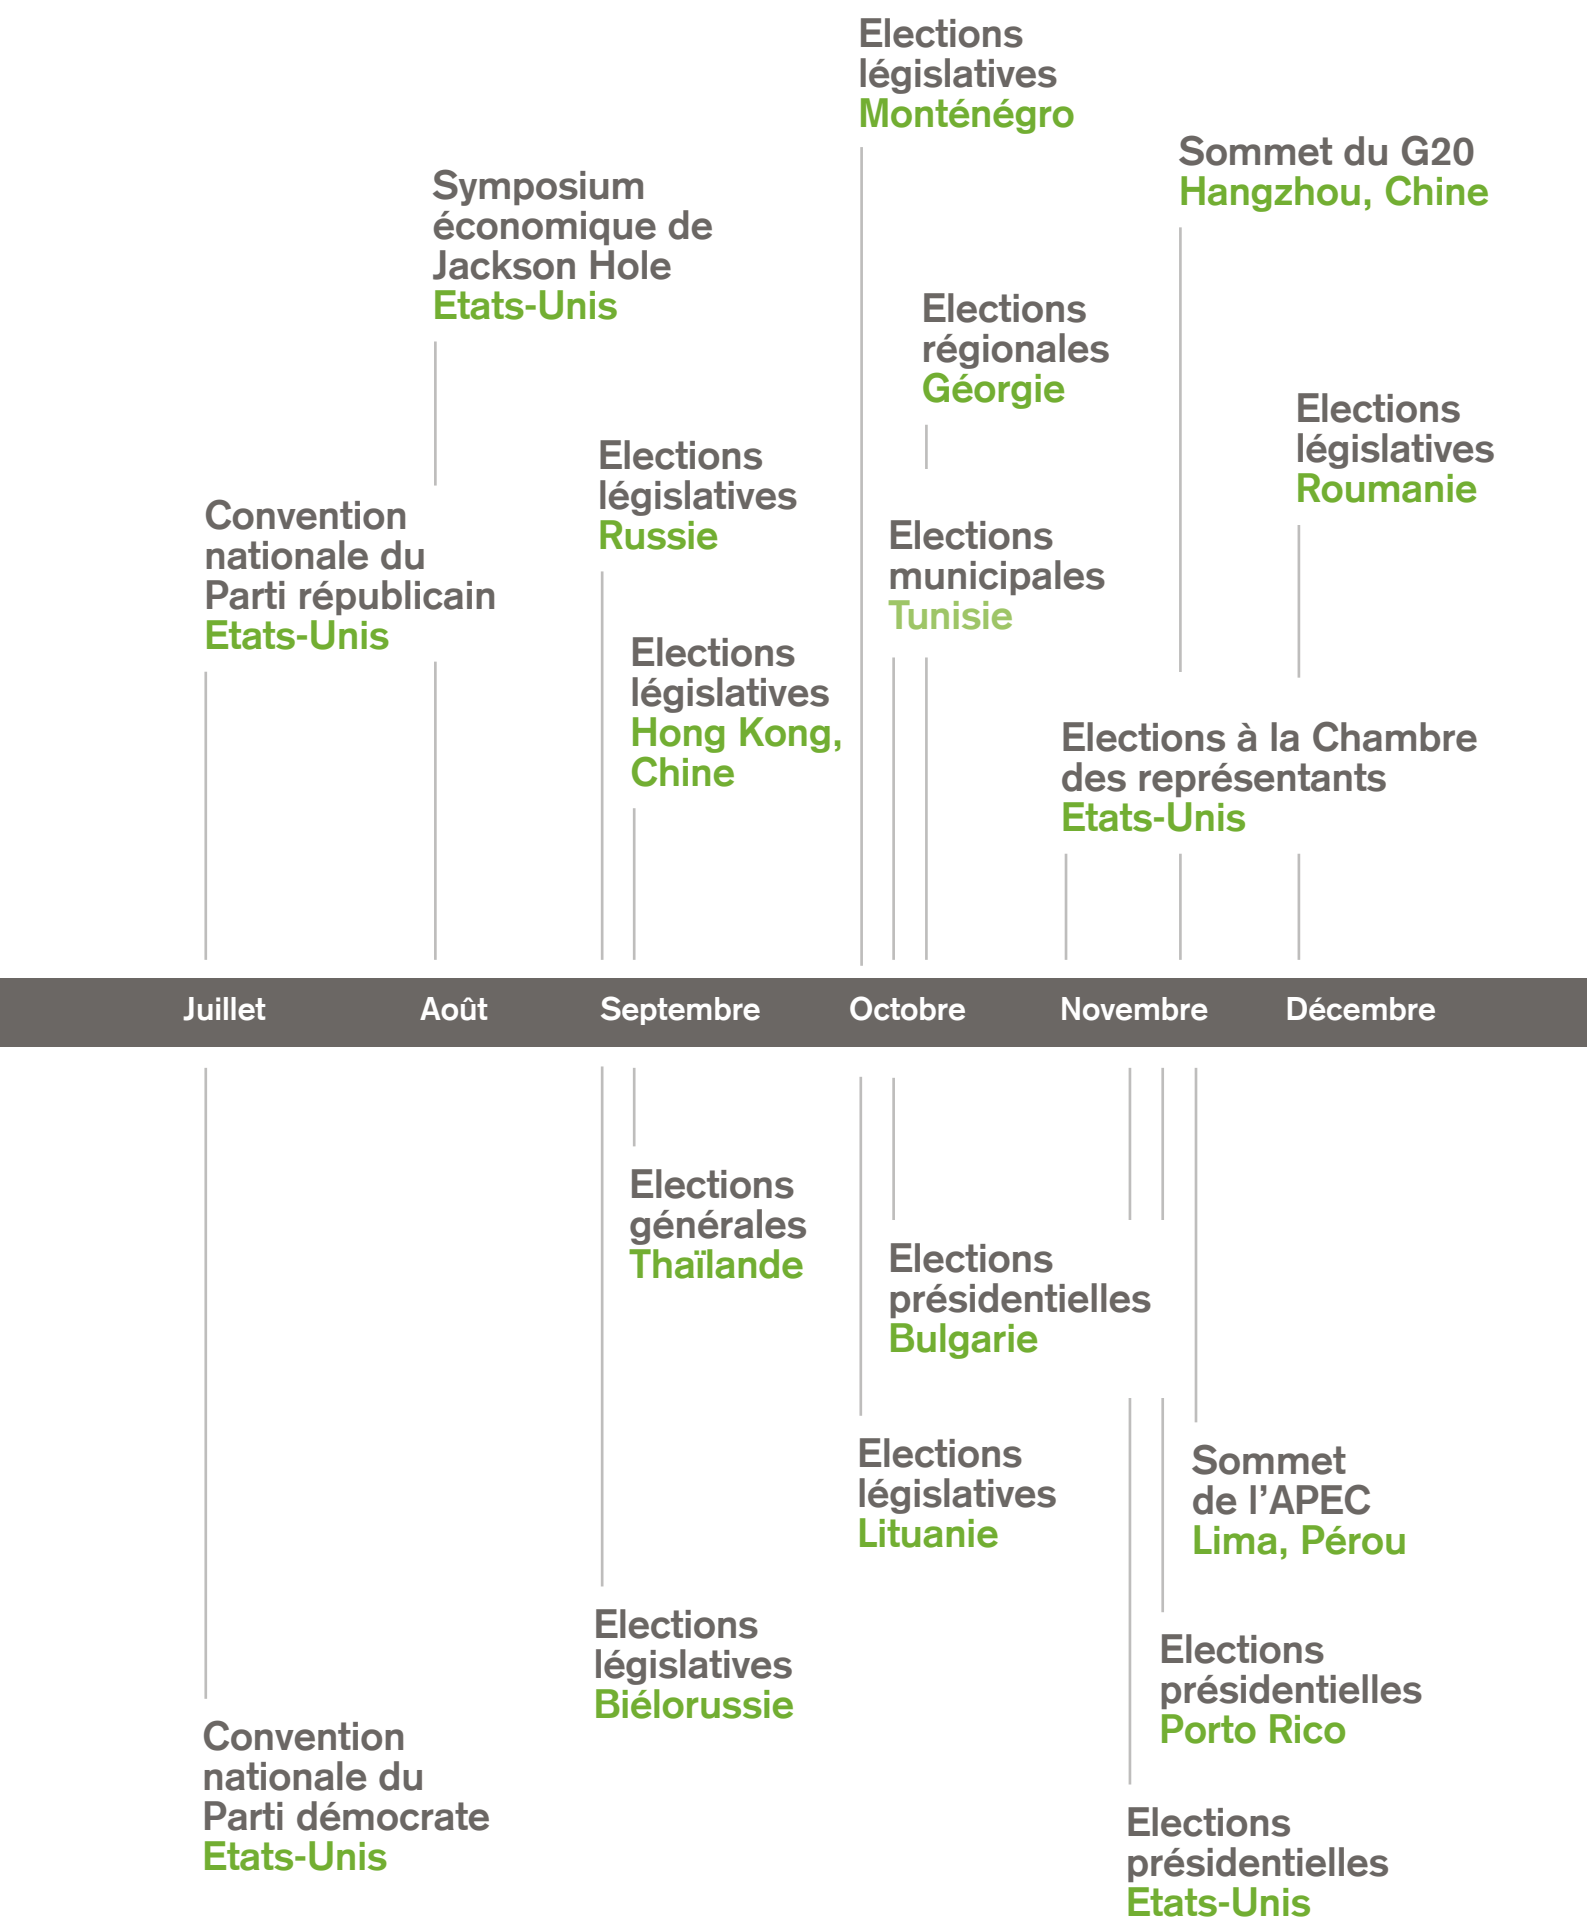 Elections
législatives
Monténégro
Sommet du G20
Hangzhou, Chine
Symposium
économique de
Jackson Hole
Etats-Unis
Elections
régionales
Géorgie
Elections
législatives
Roumanie
Elections
législatives
Russie
Convention
nationale du
Parti républicain
Etats-Unis
Elections
municipales
Tunisie
Elections
législatives
Hong Kong,
Chine
Elections à la Chambre
des représentants
Etats-Unis
Juillet Août Septembre Octobre Novembre Décembre
Elections
générales
Thaïlande
Elections
présidentielles
Bulgarie
Elections
législatives
Lituanie
Sommet
de l’APEC
Lima, Pérou
Elections
législatives
Biélorussie
Elections
présidentielles
Porto Rico
Convention
nationale du
Parti démocrate
Etats-Unis
Elections
présidentielles
Etats-Unis